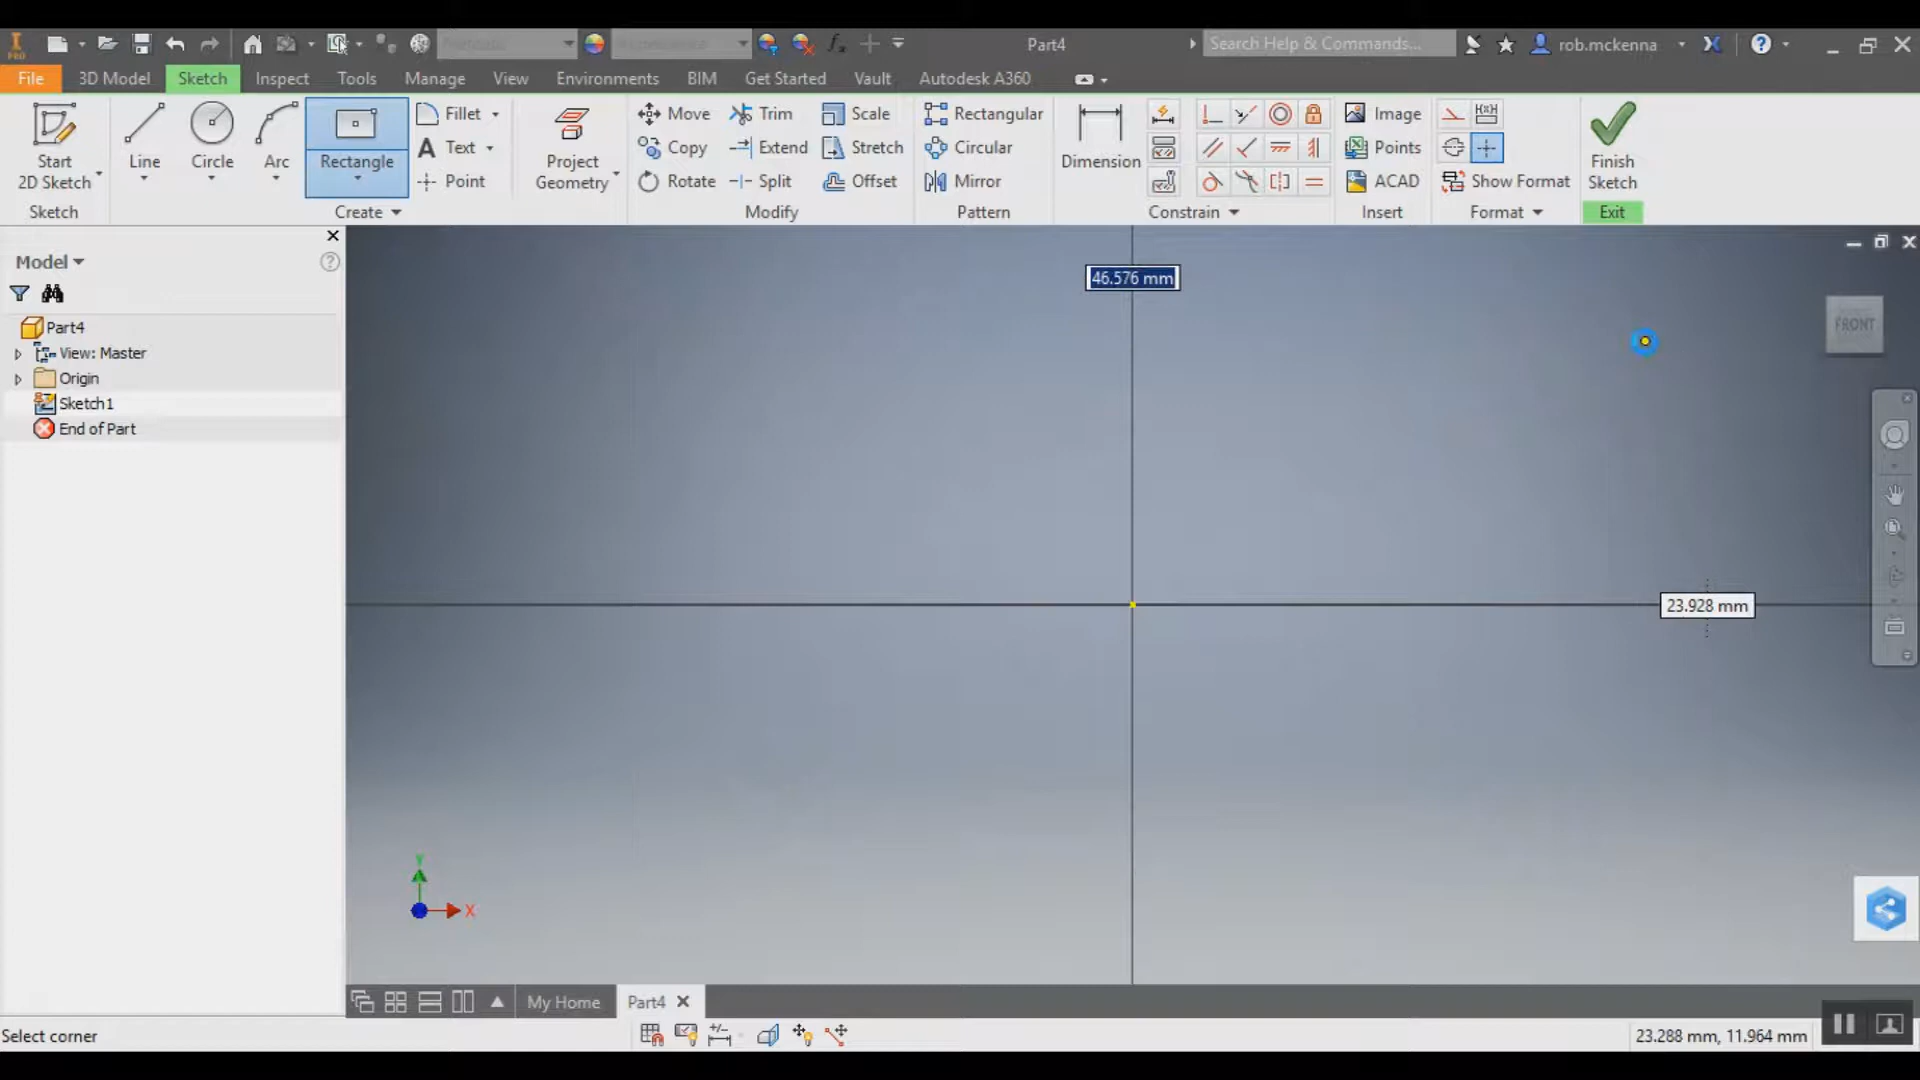 PRO
Part4
Search Help & Commands...
rob.mckenna
File
3D Model
Sketch
Inspect
Tools
Manage
View
Environments
BIM
Get Started
Vault
Autodesk A360
Start
2D Sketch
Line
Circle
Arc
Rectangle
Fillet
Text
Point
Project
Geometry
Move
Copy
Rotate
Trim
Extend
Split
Scale
Stretch
Offset
Rectangular
Circular
Mirror
Dimension
Image
Points
ACAD
Show Format
Finish
Sketch
Sketch
Create
Modify
Pattern
Constrain
Insert
Format
Exit
Model
Part4
View: Master
Origin
Sketch1
End of Part
46.576 mm
FRONT
23.928 mm
Y
X
My Home
Part4
Select corner
23.288 mm, 11.964 mm